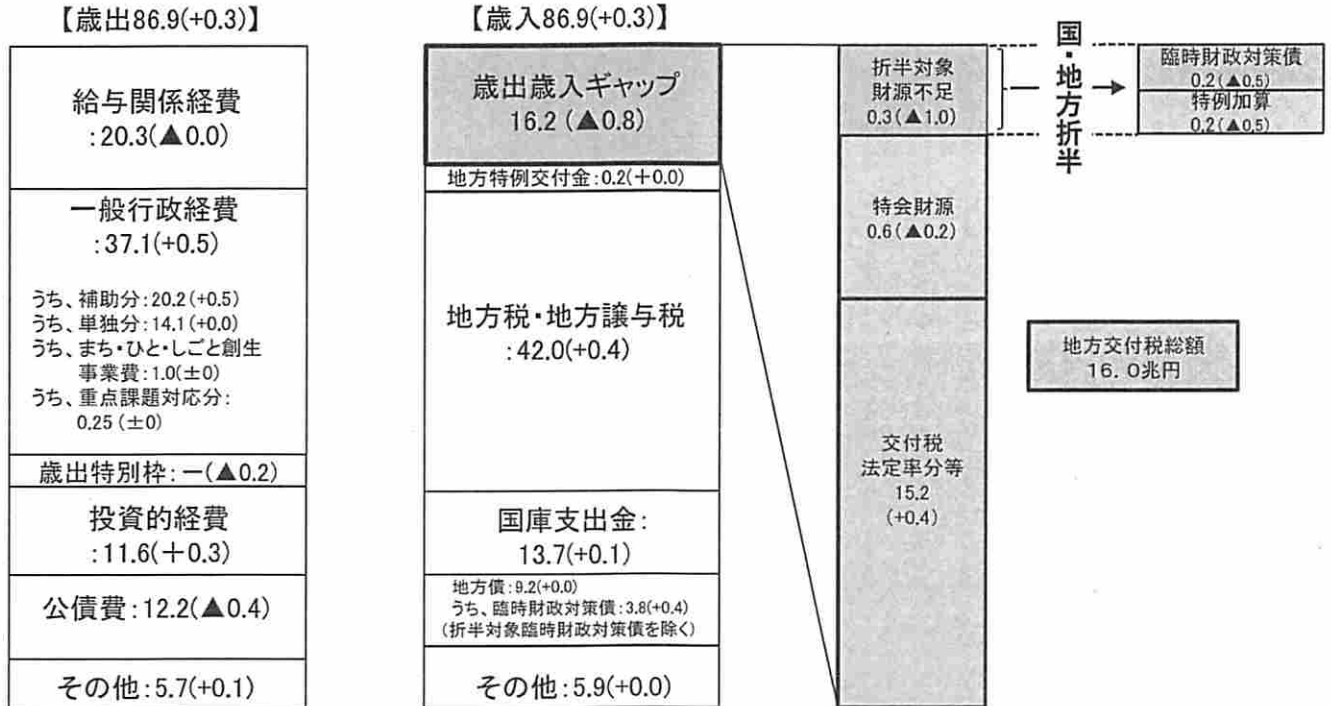 【歳出86.9(+0.3)】
給与関係経費
:20.3(▲0.0)
一般行政経費
:37.1(+0.5)
うち、補助分:20.2(+0.5)
うち、単独分:14.1(+0.0)
うち、まち・ひと・しごと創生
事業費:1.0(±0)
うち、重点課題対応分:
0.25(±0)
歳出特別枠:ー(▲0.2)
投資的経費
:11.6(+0.3)
公債費:12.2(▲0.4)
その他:5.7(+0.1)
【歳入86.9(+0.3)】
歳出歳入ギャップ
16.2(▲0.8)
地方特例交付金:0.2(+0.0)
地方税・地方譲与税
:42.0(+0.4)
国庫支出金:
13.7(+0.1)
地方債:9.2(+0.0)
うち、臨時財政対策債:3.8(+0.4)
(折半対象臨時財政対策債を除く)
その他:5.9(+0.0)
折半対象
財源不足
0.3(▲1.0)
特会財源
0.6(▲0.2)
交付税
法定率分等
15.2
(+0.4)
国・地方折半
臨時財政対策債
0.2(▲0.5)
特例加算
0.2(▲0.5)
地方交付税総額
16.0兆円